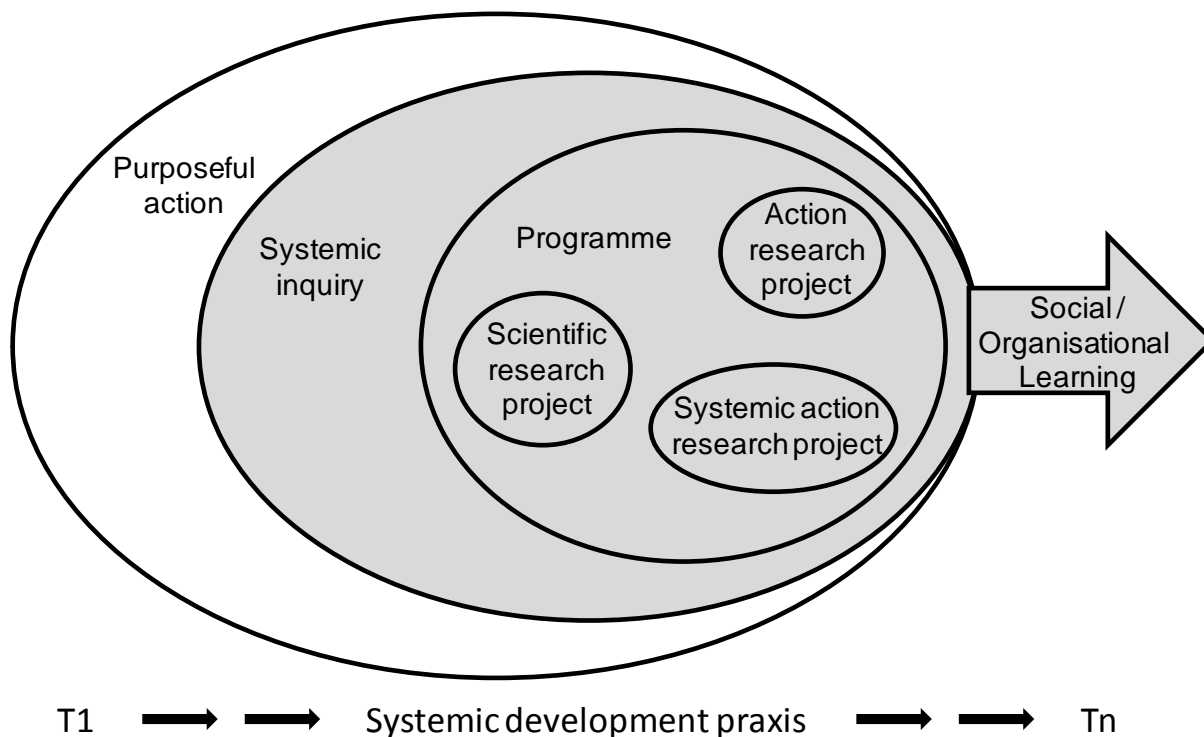 Purposeful
action
Systemic
inquiry
Programme
Action
research
project
Scientific
research
project
Systemic action
research project
Social /
Organisational
Learning
T1 Systemic development praxis Tn